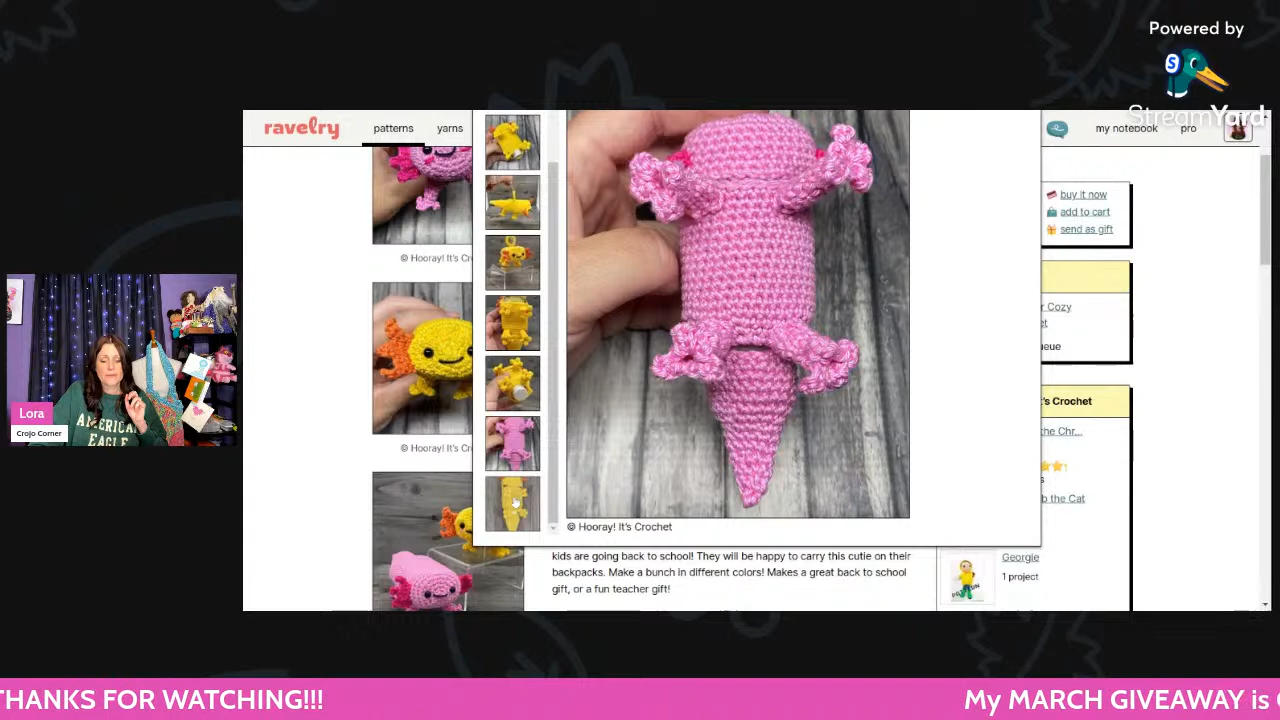 Powered by
StreamYard
ravelry
patterns
yarns
my notebook
pro
buy it now
add to cart
send as gift
Cozy
't's Crochet
the Chr...
b the Cat
Georgie
1 project
© Hooray! It's Cr
© Hooray! It's Cr
© Hooray! It's Crochet
kids are going back to school! They will be happy to carry this cutie on their
backpacks. Make a bunch in different colors! Makes a great back to school
gift, or a fun teacher gift!
Lora
Crojo Corner
AMERICAN
EAGLE
THANKS FOR WATCHING!!!
My MARCH GIVEAWAY is